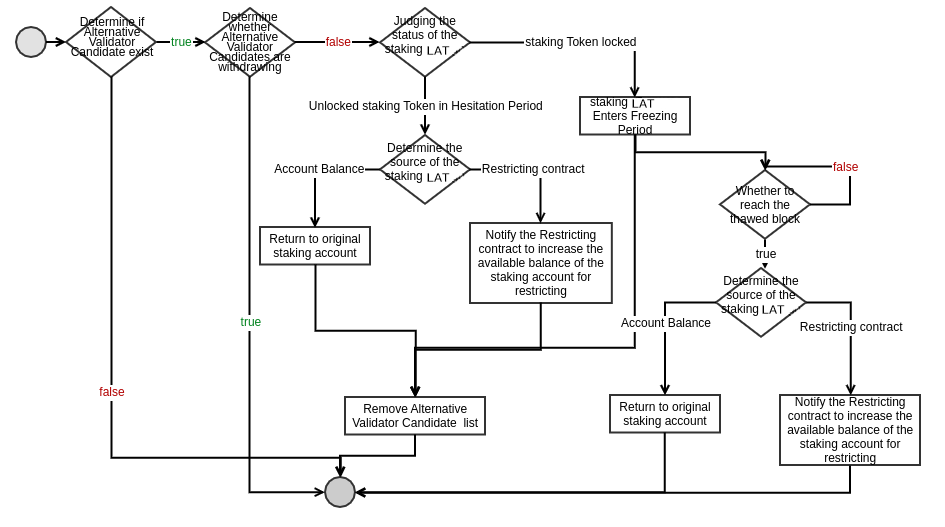 Determine if
Alternative
Validator
Candidate exist
true
Determine
whether
Alternative
Validator
Candidates are
withdrawing
false
Judging the
status of the
staking LAT
staking Token locked
Unlocked staking Token in Hesitation Period
staking LAT
Enters Freezing
Period
Determine the
source of the
staking LAT
Account Balance
Restricting contract
false
Whether to
reach the
thawed block
Return to original
staking account
Notify the Restricting
contract to increase the
available balance of the
staking account for
restricting
true
Determine the
source of the
staking LAT
true
Account Balance
Restricting contract
false
Remove Alternative
Validator Candidate  list
Return to original
staking account
Notify the Restricting
contract to increase the
available balance of the
staking account for
restricting